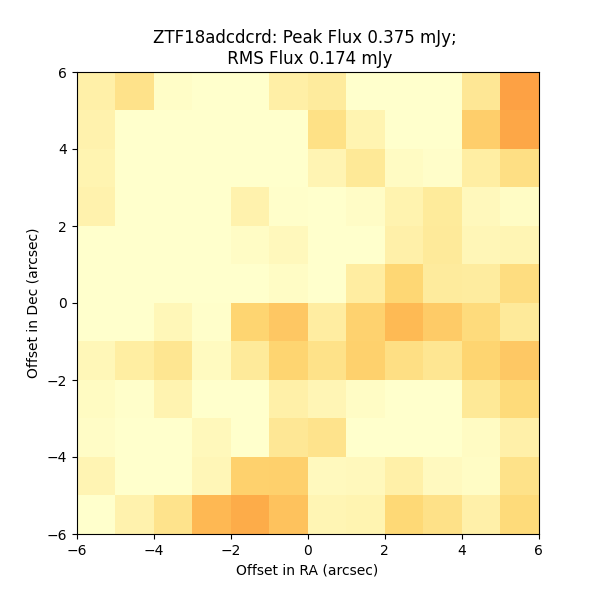 ZTF18adcdcrd: Peak Flux 0.375 mJy;
RMS Flux 0.174 mJy
6
4
2
0
−2
−4
−6
Offset in Dec (arcsec)
−6 −4 −2 0 2 4 6
Offset in RA (arcsec)